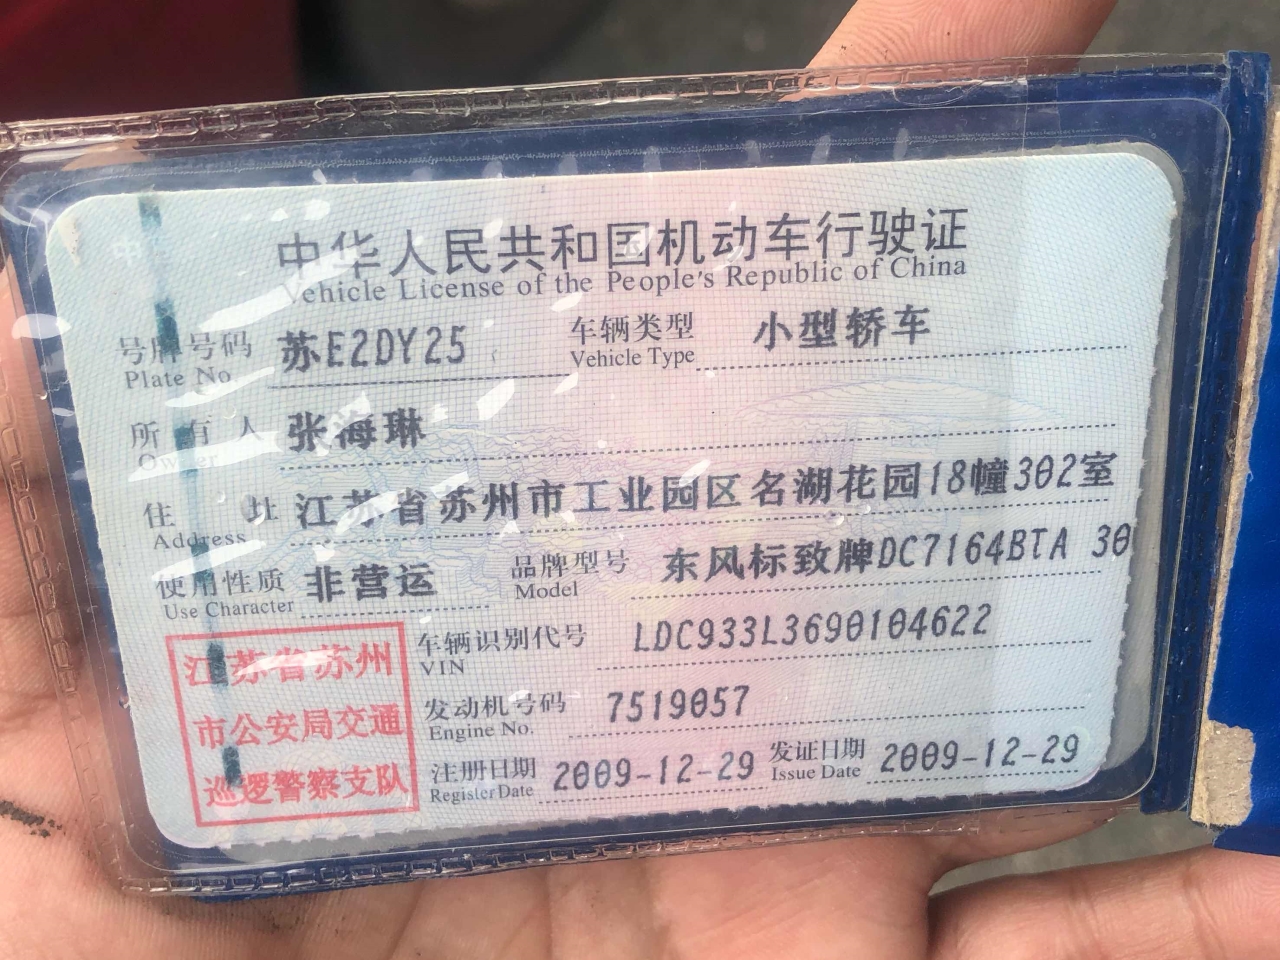 中华人民共和国机动车行驶证
Vehicle License of the People's Republic of China
号牌号码 苏E2DY25 车辆类型 小型轿车
Plate No. Vehicle Type
所有人 张海琳
Owner
住址 江苏省苏州市工业园区名湖花园18幢302室
Address
使用性质 非营运 品牌型号 东风标致牌DC7164BTA 30
Use Character Model
江苏省苏州
市公安局交通
巡逻警察支队
车辆识别代号 LDC933L3690104622
VIN
发动机号码 7519057
Engine No.
注册日期 2009-12-29 发证日期 2009-12-29
Register Date Issue Date